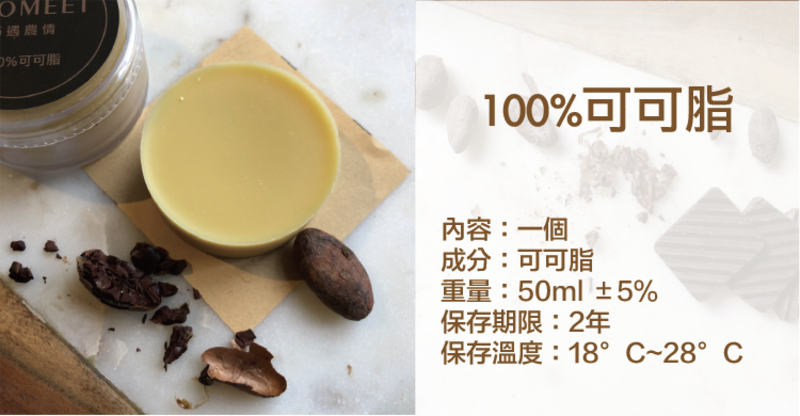 OMEET
遇農情
0%可可脂
100%可可脂
內容：一個
成分：可可脂
重量：50ml ±5%
保存期限：2年
保存溫度：18°C~28°C